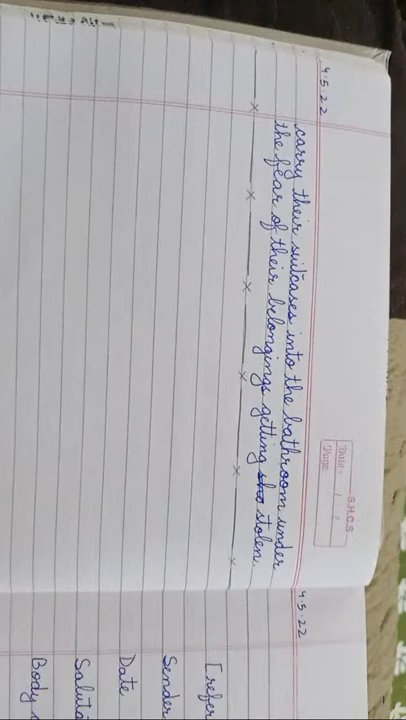 4.5.22
S.H.C.S
Date: / /
Page:
carry their suitcases into the bathroom under
the fear of their belongings getting stolen.
x x x x x x
4.5.22
[refer
Sender
Date
Saluta
Body